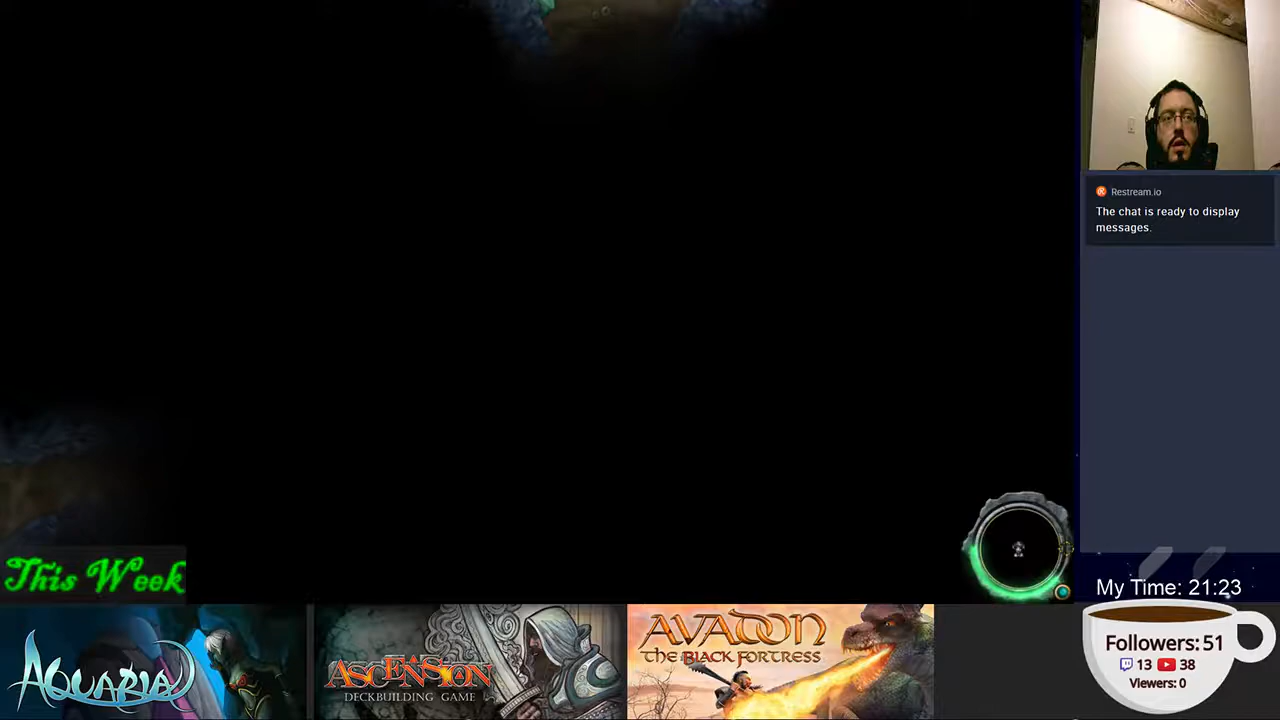 Restream.io
The chat is ready to display
messages.
This Week
My Time: 21:23
AQUARIA
ASCENSION
DECKBUILDING GAME
AVADON
THE BLACK FORTRESS
Followers: 51
13 38
Viewers: 0